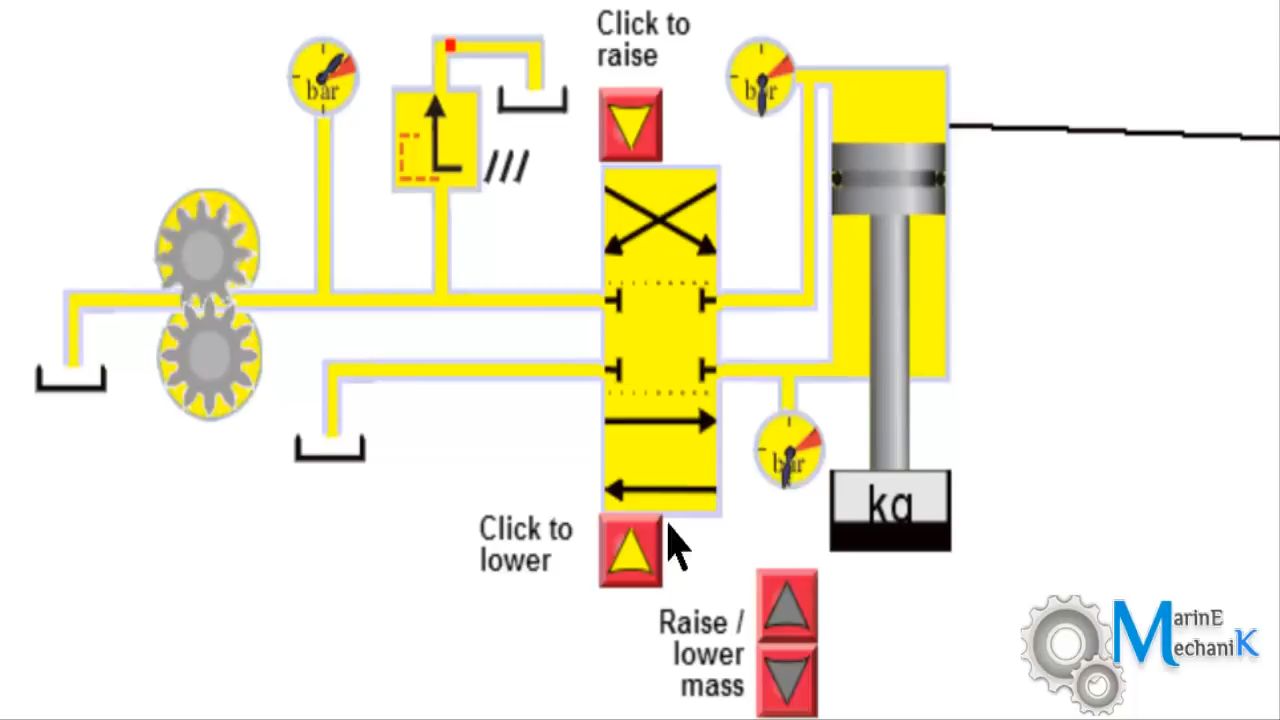 Click to
raise
bar
bar
bar
Click to
lower
kg
Raise /
lower
mass
MarinE
MechaniK